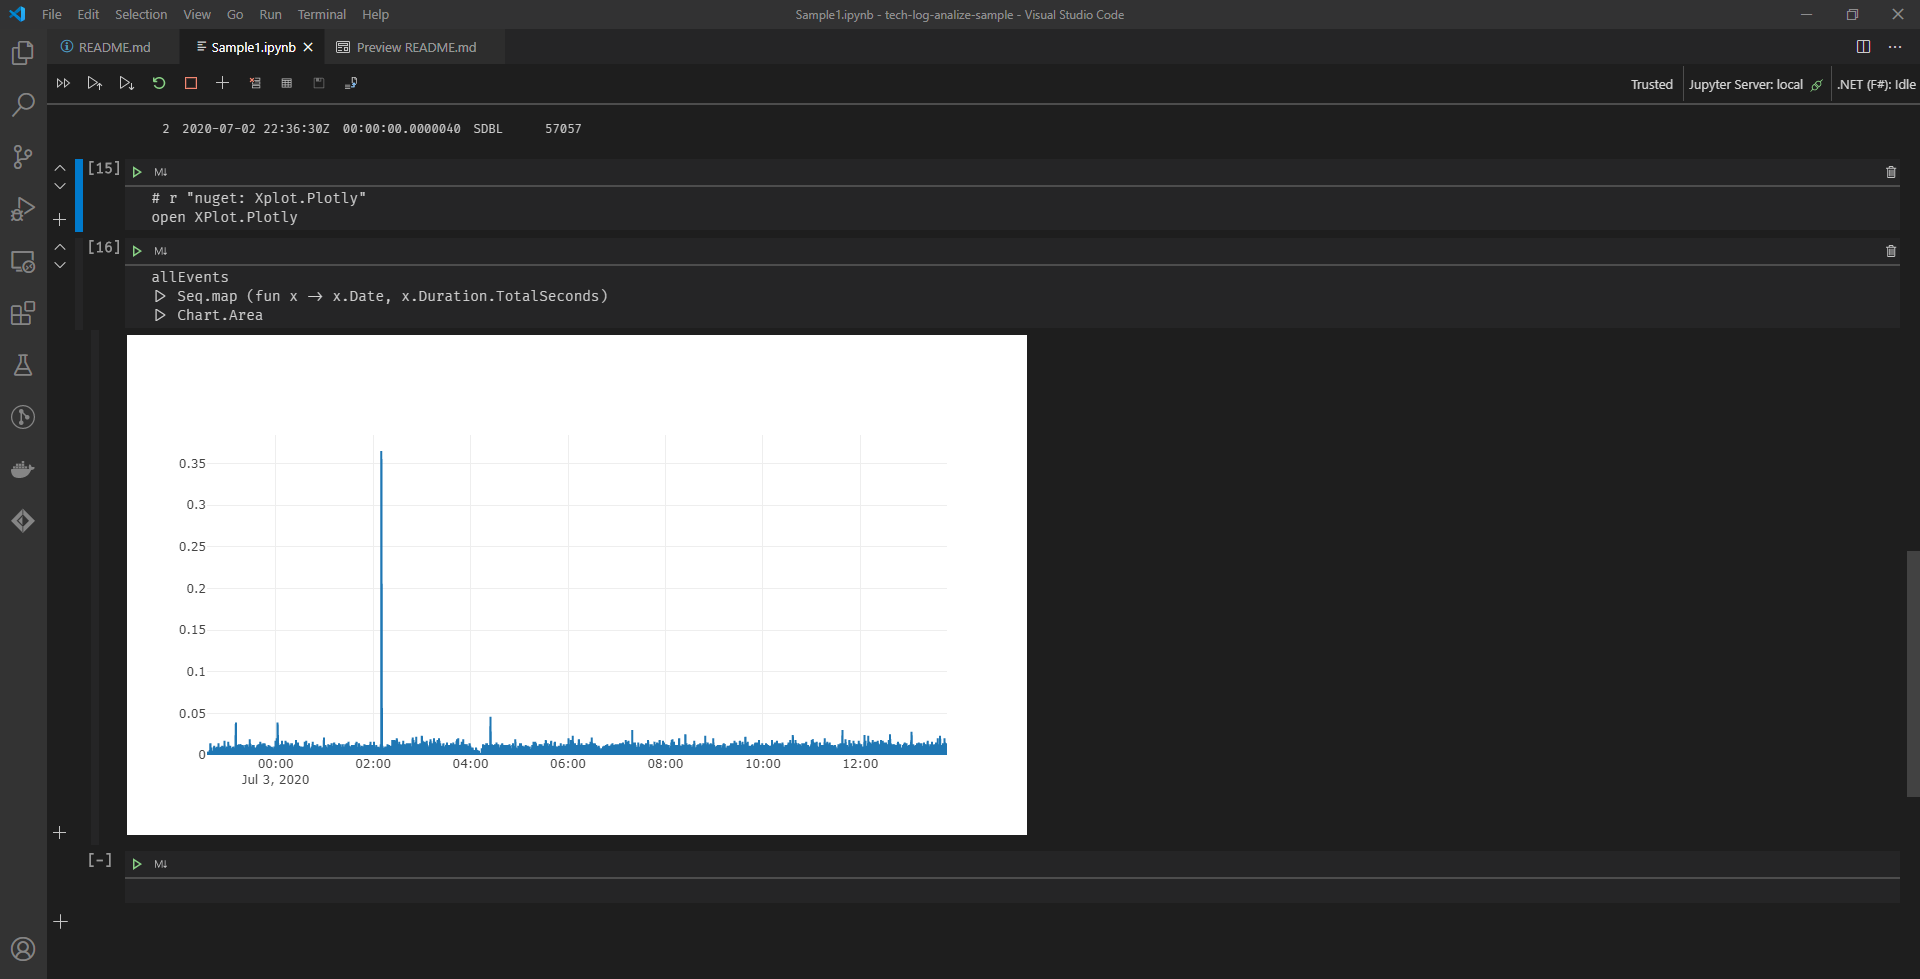 File Edit Selection View Go Run Terminal Help
Sample1.ipynb - tech-log-analize-sample - Visual Studio Code
README.md
Sample1.ipynb
Preview README.md
Trusted
Jupyter Server: local
.NET (F#): Idle
2 2020-07-02 22:36:30Z 00:00:00.0000040 SDBL 57057
[15]
M↓
# r "nuget: Xplot.Plotly"
open XPlot.Plotly
[16]
M↓
allEvents
▷ Seq.map (fun x → x.Date, x.Duration.TotalSeconds)
▷ Chart.Area
0.35
0.3
0.25
0.2
0.15
0.1
0.05
0
00:00 02:00 04:00 06:00 08:00 10:00 12:00
Jul 3, 2020
[-]
M↓